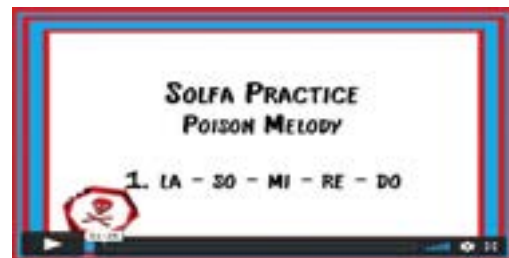 SOLFA PRACTICE
POISON MELODY
1. LA - SO - MI - RE - DO